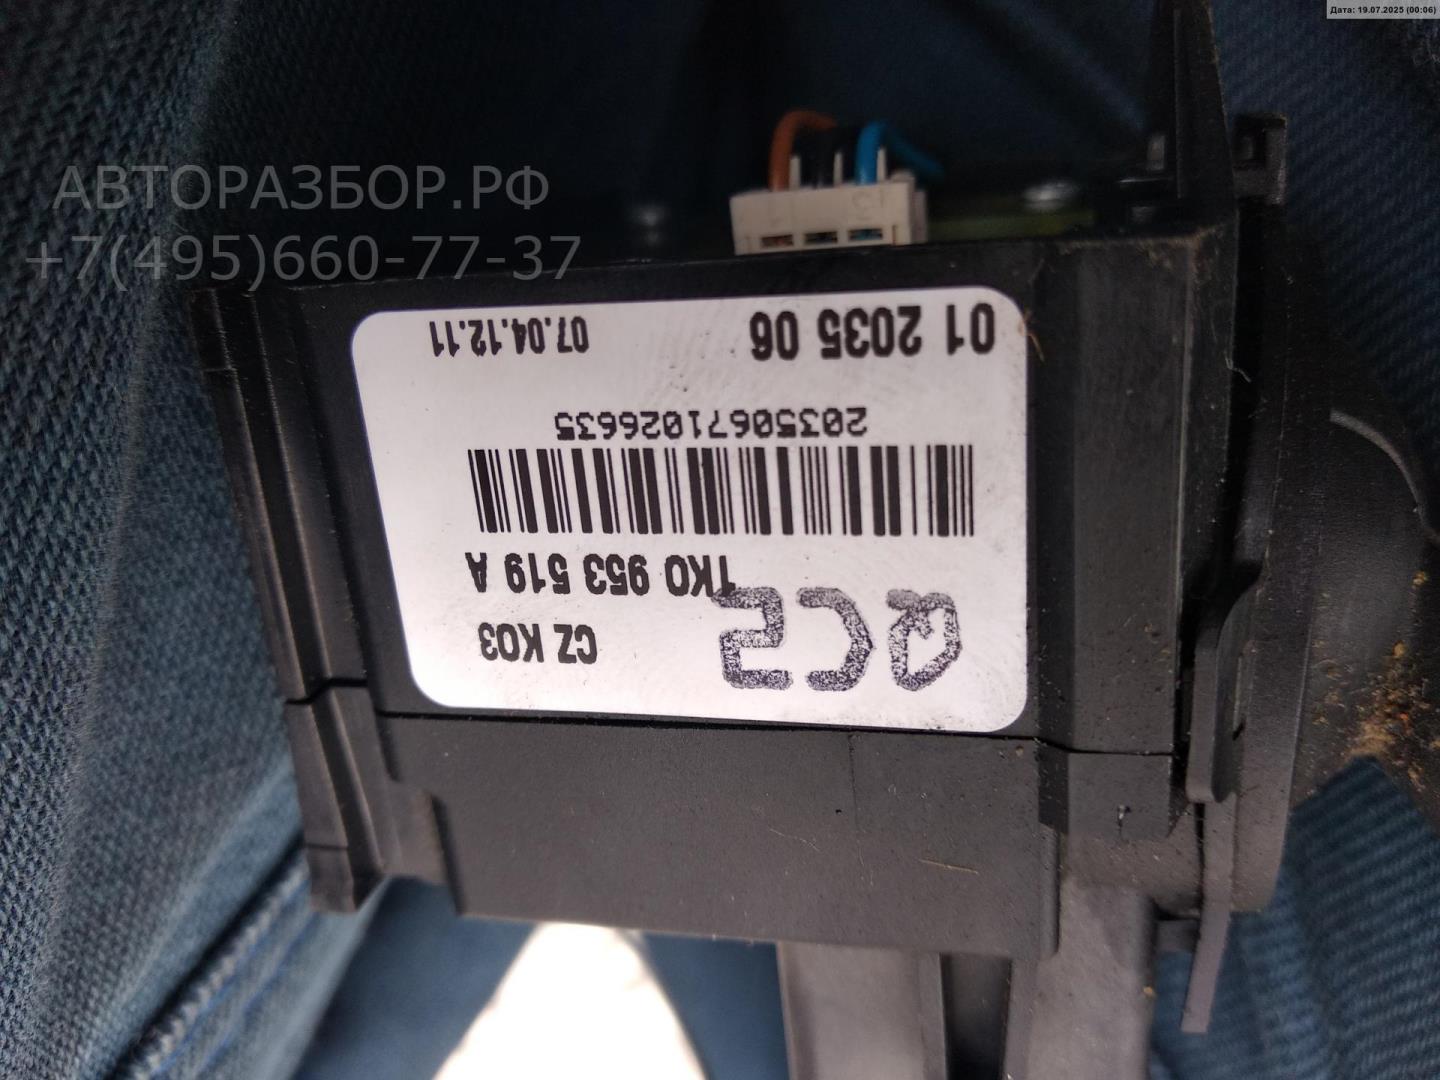 Дата: 19.07.2025 (00:06)
АВТОРАЗБОР.РФ
+7(495)660-77-37
QC2
CZ K03
1K0 953 519 A
20350671026635
01 2035 06
07.04.12.11